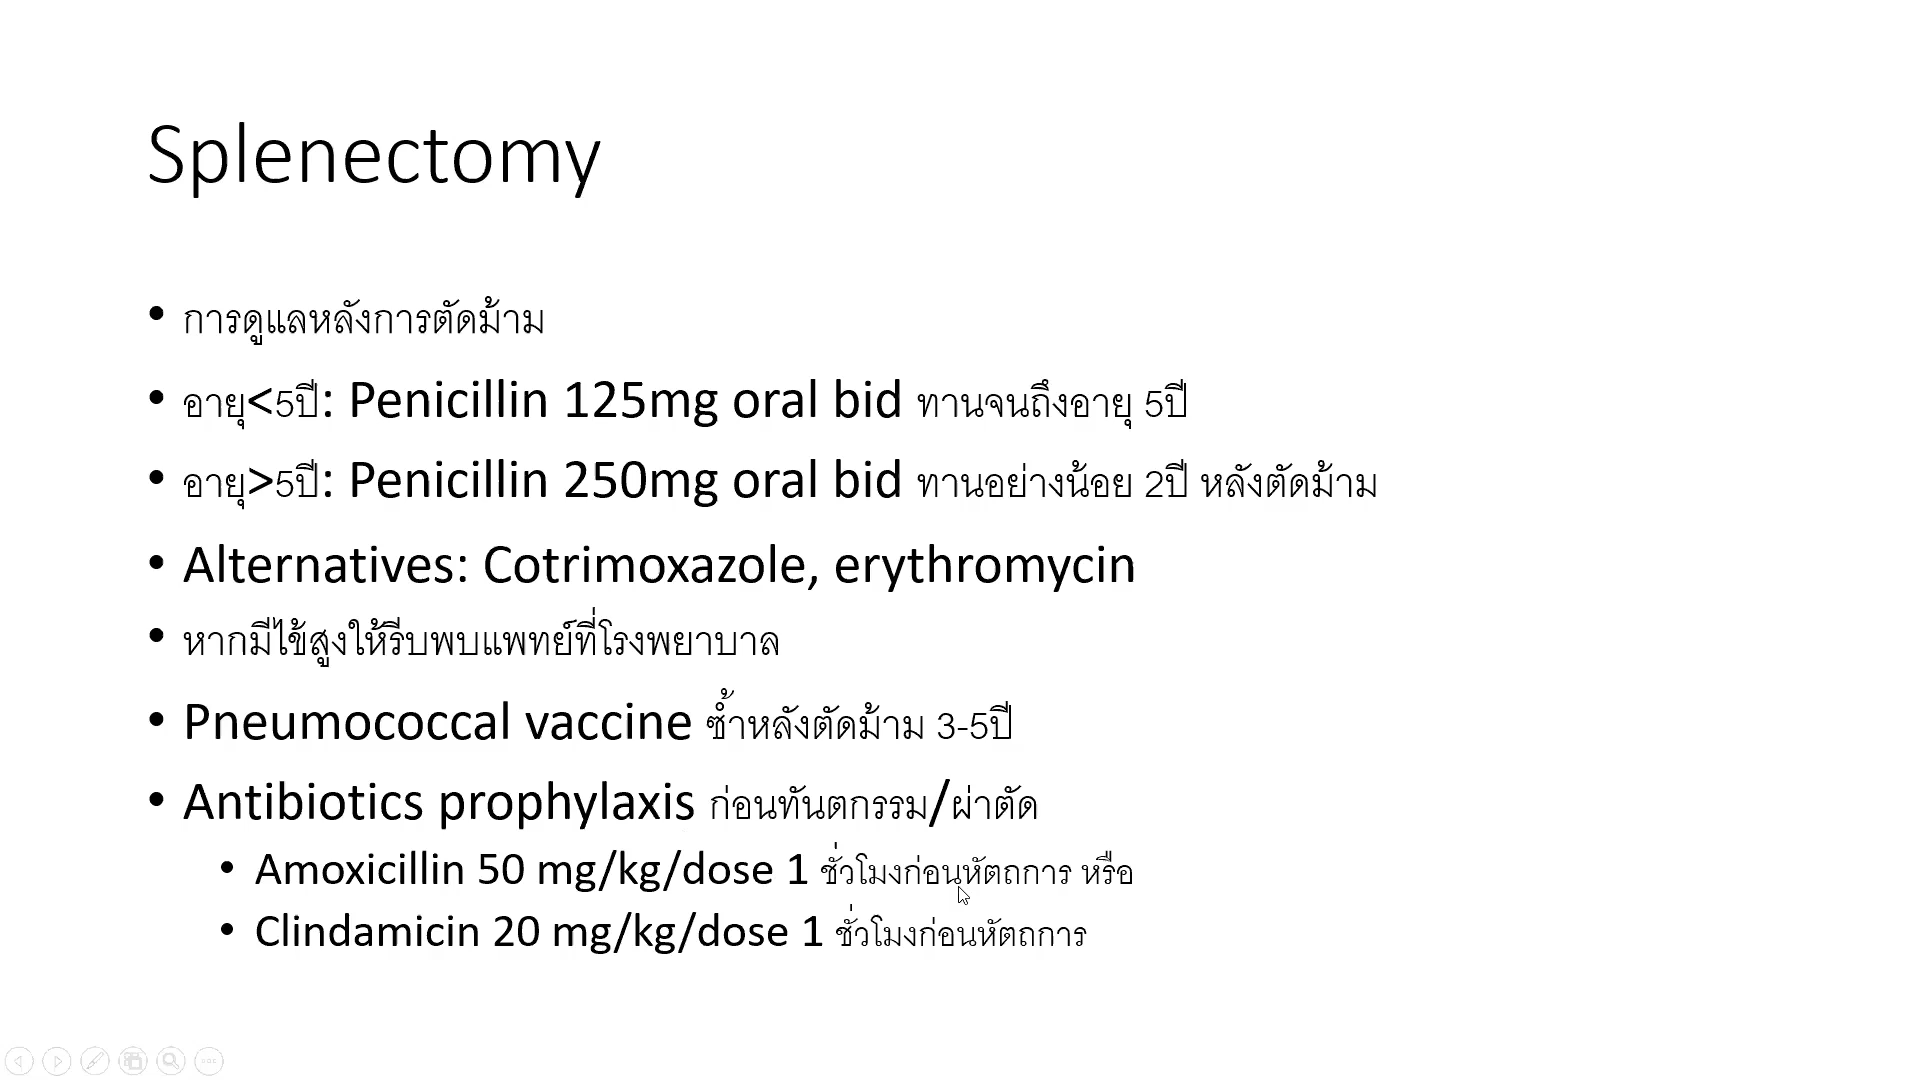 Splenectomy
• การดูแลหลังการตัดม้าม
• อายุ<5ปี: Penicillin 125mg oral bid ทานจนถึงอายุ 5ปี
• อายุ>5ปี: Penicillin 250mg oral bid ทานอย่างน้อย 2ปี หลังตัดม้าม
• Alternatives: Cotrimoxazole, erythromycin
• หากมีไข้สูงให้รีบพบแพทย์ที่โรงพยาบาล
• Pneumococcal vaccine ซ้ำหลังตัดม้าม 3-5ปี
• Antibiotics prophylaxis ก่อนทันตกรรม/ผ่าตัด
• Amoxicillin 50 mg/kg/dose 1 ชั่วโมงก่อนหัตถการ หรือ
• Clindamicin 20 mg/kg/dose 1 ชั่วโมงก่อนหัตถการ